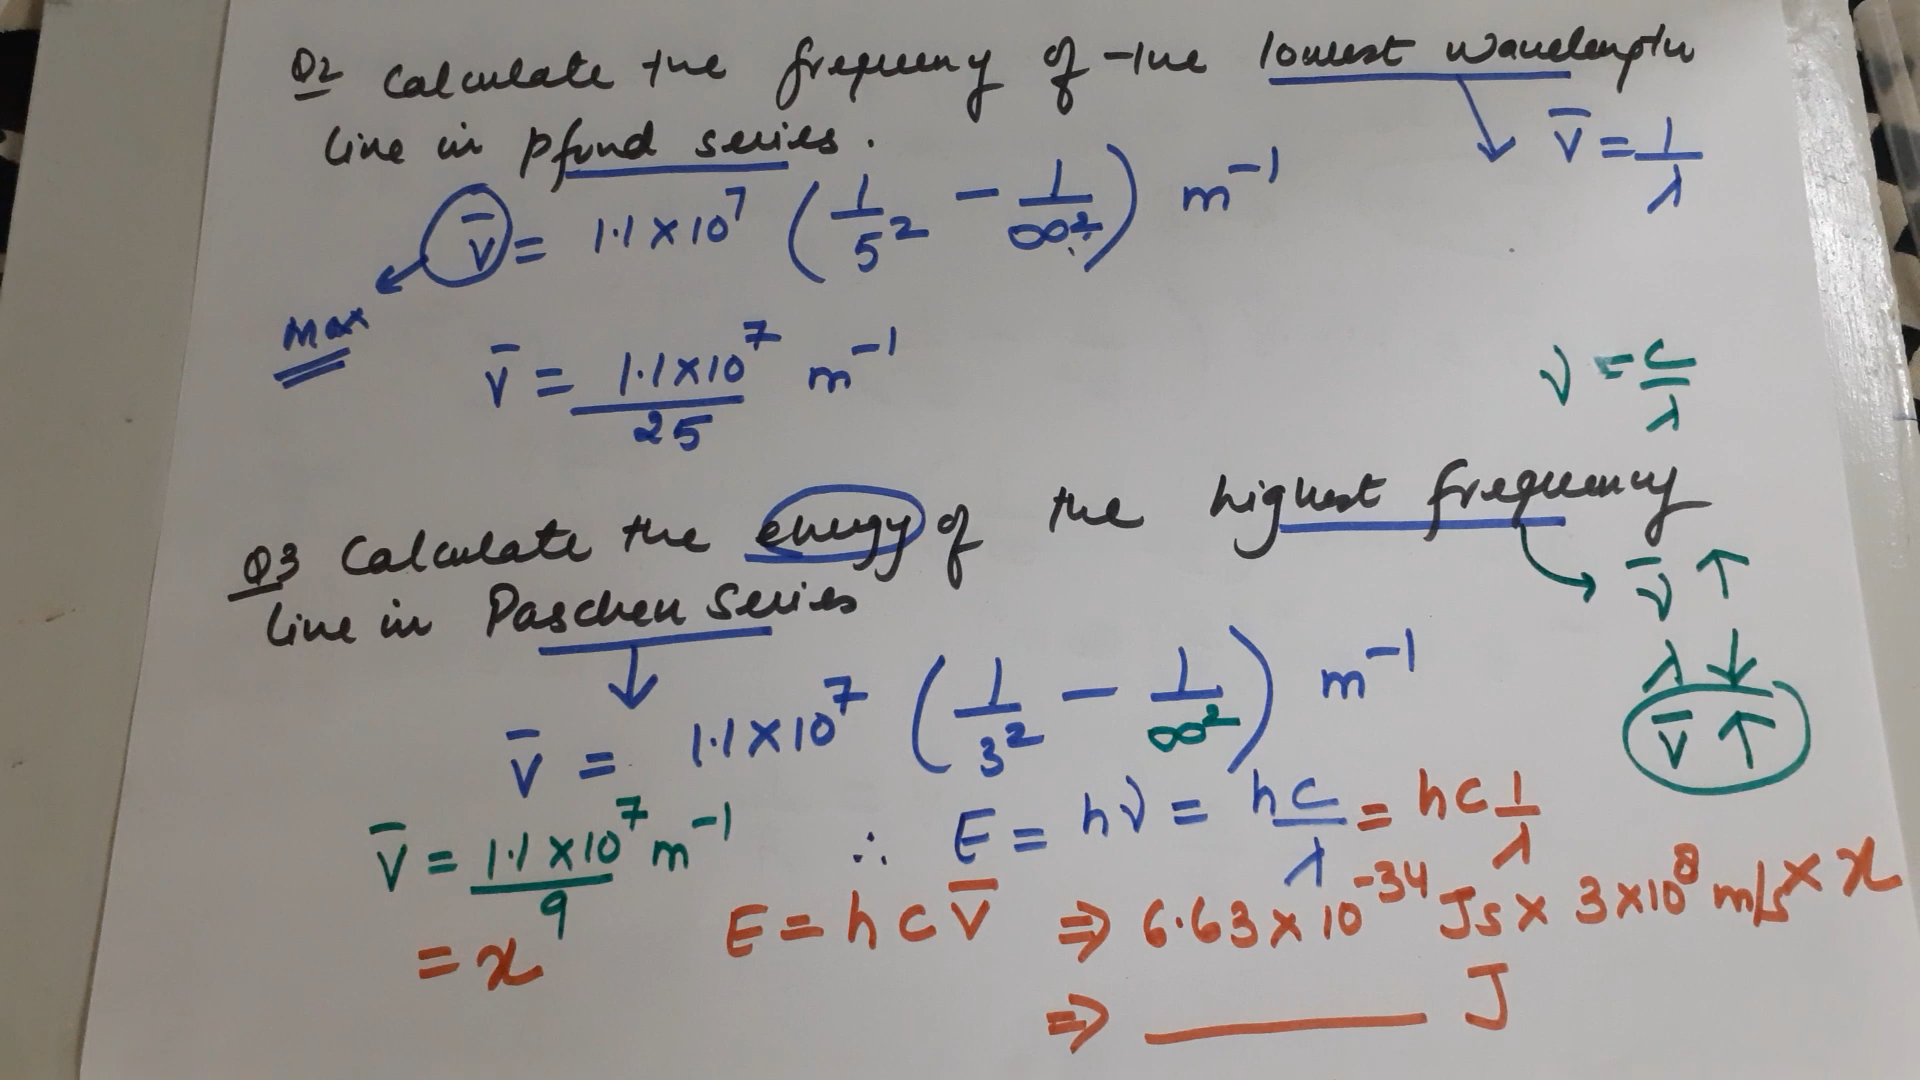 Q2 Calculate the frequency of the lowest wavelength
line in pfund series.
ν̅ = 1/λ
ν̅ = 1.1 × 10⁷ (1/5² − 1/∞²) m⁻¹
max
ν̅ = 1.1×10⁷/25 m⁻¹
ν = c/λ
Q3 Calculate the energy of the highest frequency
line in Paschen Series
ν̅ ↑
λ ↓
ν̅ ↑
ν̅ = 1.1×10⁷ (1/3² − 1/∞²) m⁻¹
ν̅ = 1.1×10⁷/9 m⁻¹
= x
∴ E = hν = hc/λ = hc 1/λ
E = hcν̅ ⇒ 6.63×10⁻³⁴ Js × 3×10⁸ m/s × x
⇒ ______ J